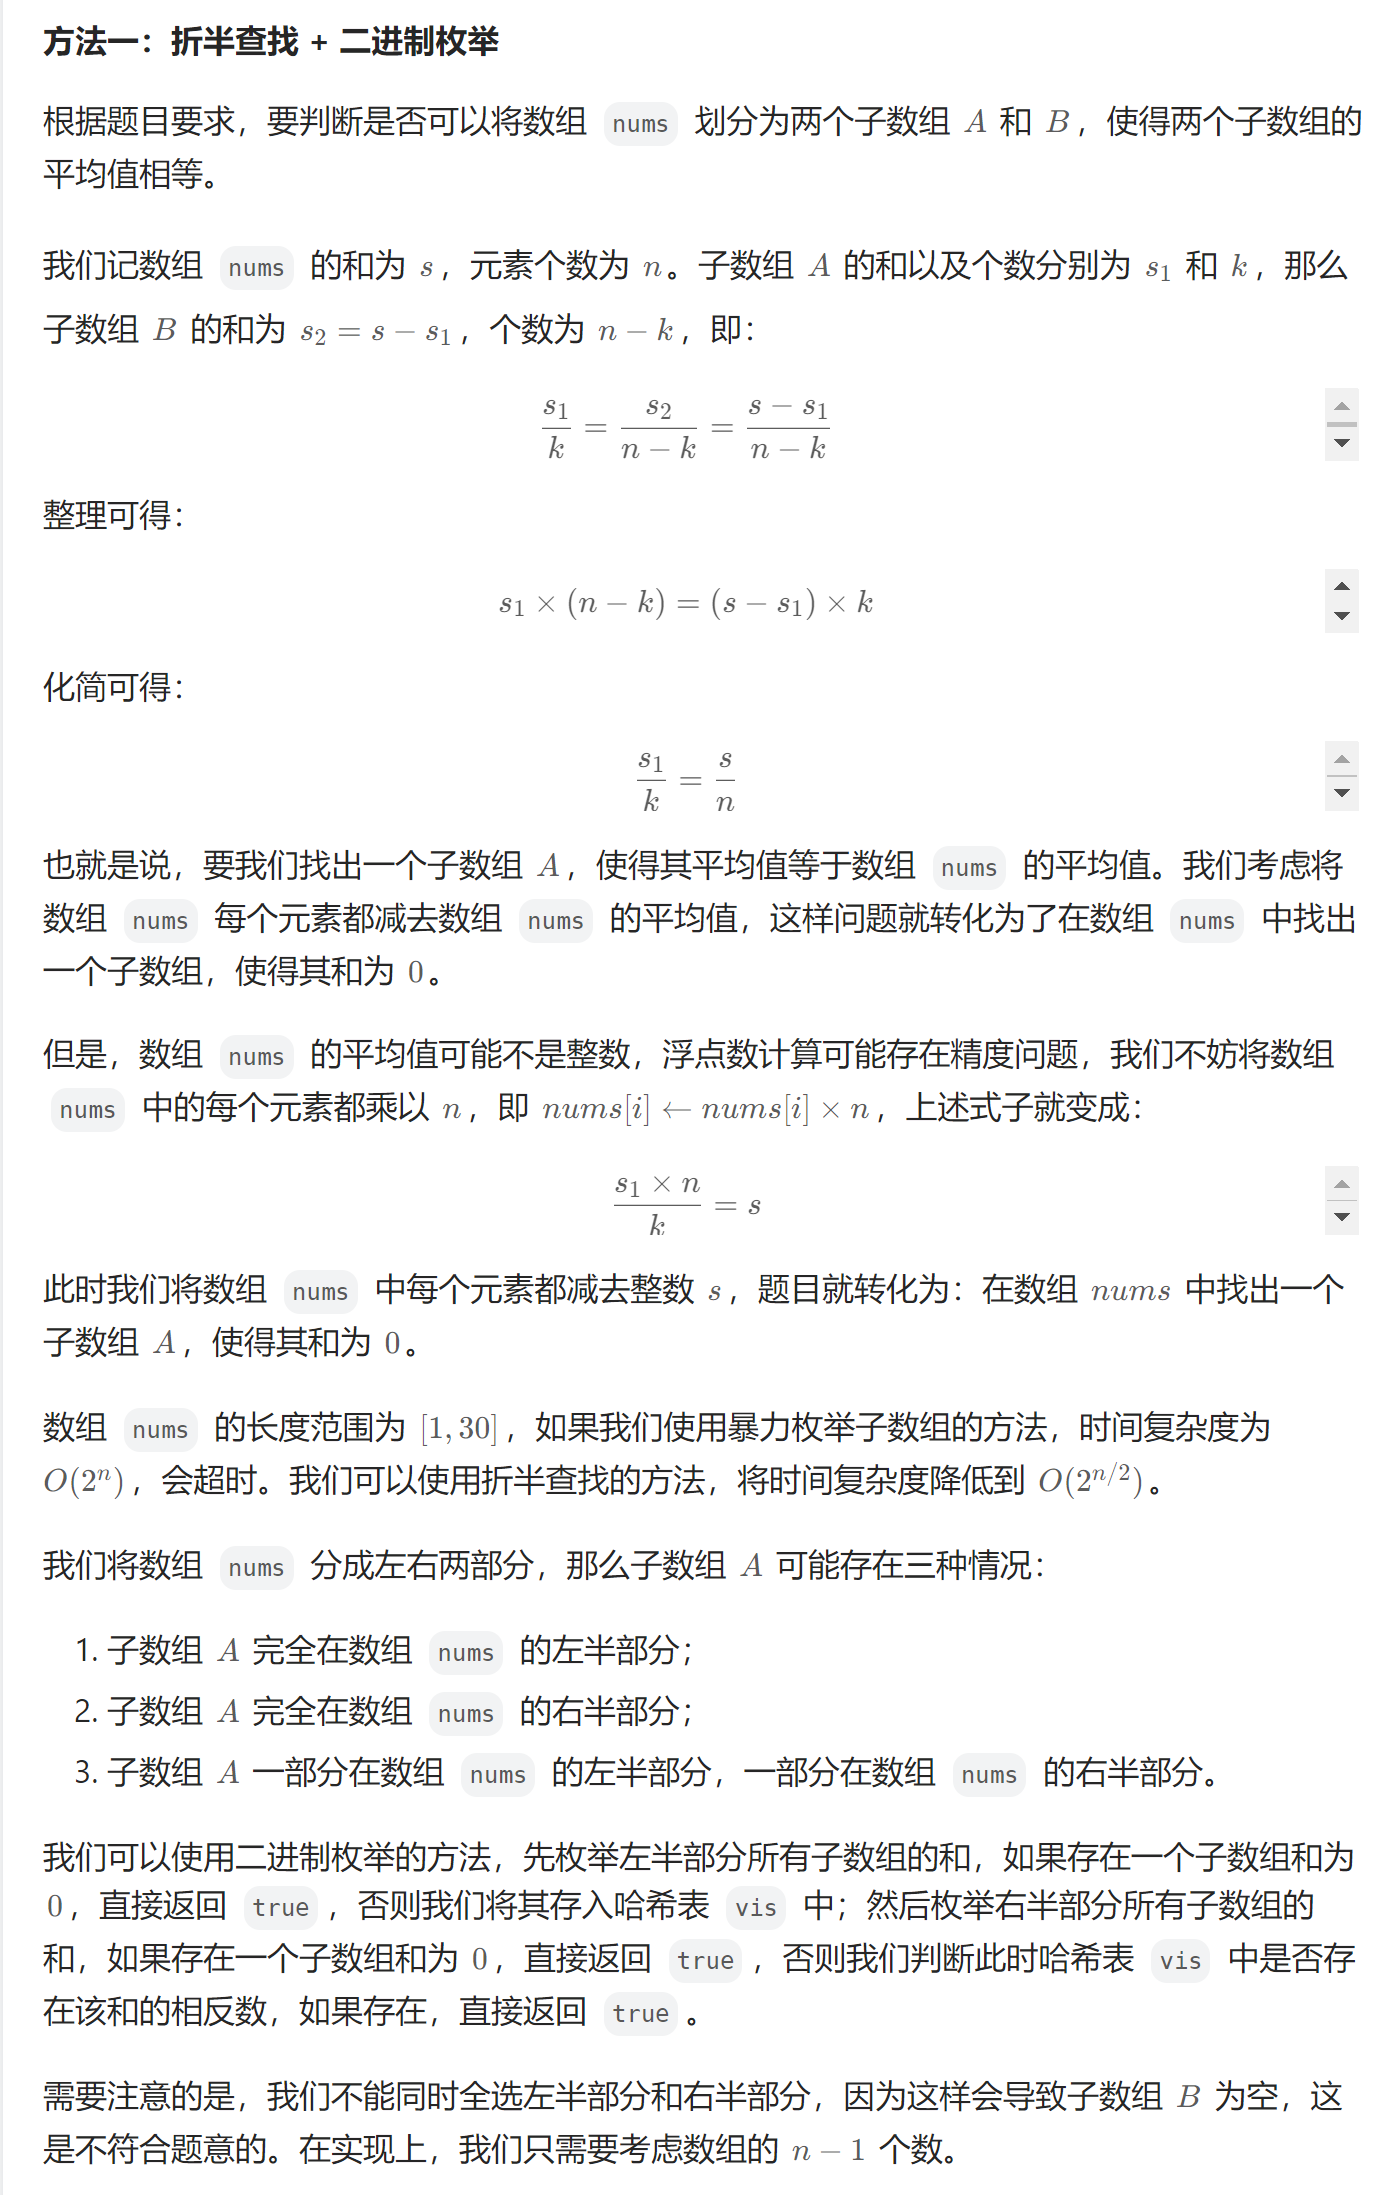 方法一：折半查找 + 二进制枚举
根据题目要求，要判断是否可以将数组 nums 划分为两个子数组 A 和 B，使得两个子数组的
平均值相等。
我们记数组 nums 的和为 s，元素个数为 n。子数组 A 的和以及个数分别为 s₁ 和 k，那么
子数组 B 的和为 s₂ = s − s₁，个数为 n − k，即：
s₁/k = s₂/(n − k) = (s − s₁)/(n − k)
整理可得：
s₁ × (n − k) = (s − s₁) × k
化简可得：
s₁/k = s/n
也就是说，要我们找出一个子数组 A，使得其平均值等于数组 nums 的平均值。我们考虑将
数组 nums 每个元素都减去数组 nums 的平均值，这样问题就转化为了在数组 nums 中找出
一个子数组，使得其和为 0。
但是，数组 nums 的平均值可能不是整数，浮点数计算可能存在精度问题，我们不妨将数组
nums 中的每个元素都乘以 n，即 nums[i] ← nums[i] × n，上述式子就变成：
(s₁ × n)/k = s
此时我们将数组 nums 中每个元素都减去整数 s，题目就转化为：在数组 nums 中找出一个
子数组 A，使得其和为 0。
数组 nums 的长度范围为 [1, 30]，如果我们使用暴力枚举子数组的方法，时间复杂度为
O(2ⁿ)，会超时。我们可以使用折半查找的方法，将时间复杂度降低到 O(2^{n/2})。
我们将数组 nums 分成左右两部分，那么子数组 A 可能存在三种情况：
1. 子数组 A 完全在数组 nums 的左半部分；
2. 子数组 A 完全在数组 nums 的右半部分；
3. 子数组 A 一部分在数组 nums 的左半部分，一部分在数组 nums 的右半部分。
我们可以使用二进制枚举的方法，先枚举左半部分所有子数组的和，如果存在一个子数组和为
0，直接返回 true，否则我们将其存入哈希表 vis 中；然后枚举右半部分所有子数组的
和，如果存在一个子数组和为 0，直接返回 true，否则我们判断此时哈希表 vis 中是否存
在该和的相反数，如果存在，直接返回 true。
需要注意的是，我们不能同时全选左半部分和右半部分，因为这样会导致子数组 B 为空，这
是不符合题意的。在实现上，我们只需要考虑数组的 n − 1 个数。